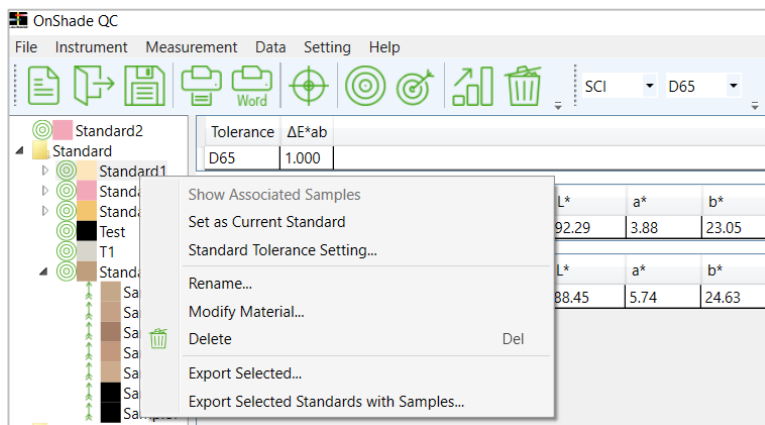 OnShade QC
File Instrument Measurement Data Setting Help
Word SCI D65
Standard2
Standard
Standard1
Test
T1
Tolerance ΔE*ab
D65 1.000
L* a* b*
92.29 3.88 23.05
L* a* b*
88.45 5.74 24.63
Show Associated Samples
Set as Current Standard
Standard Tolerance Setting...
Rename...
Modify Material...
Delete Del
Export Selected...
Export Selected Standards with Samples...